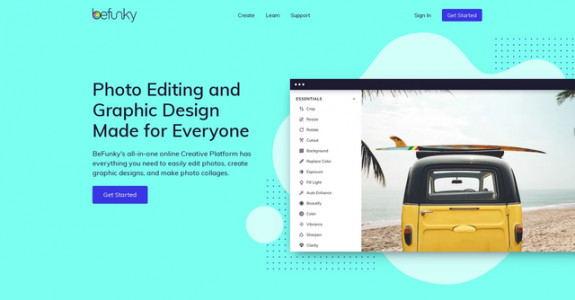 befunky
Create Learn Support
Sign In Get Started
Photo Editing and
Graphic Design
Made for Everyone
BeFunky's all-in-one online Creative Platform has
everything you need to easily edit photos, create
graphic designs, and make photo collages.
Get Started
ESSENTIALS
Crop
Resize
Rotate
Cutout
Background
Replace Color
Exposure
Fill Light
Auto Enhance
Beautify
Color
Vibrance
Sharpen
Clarity